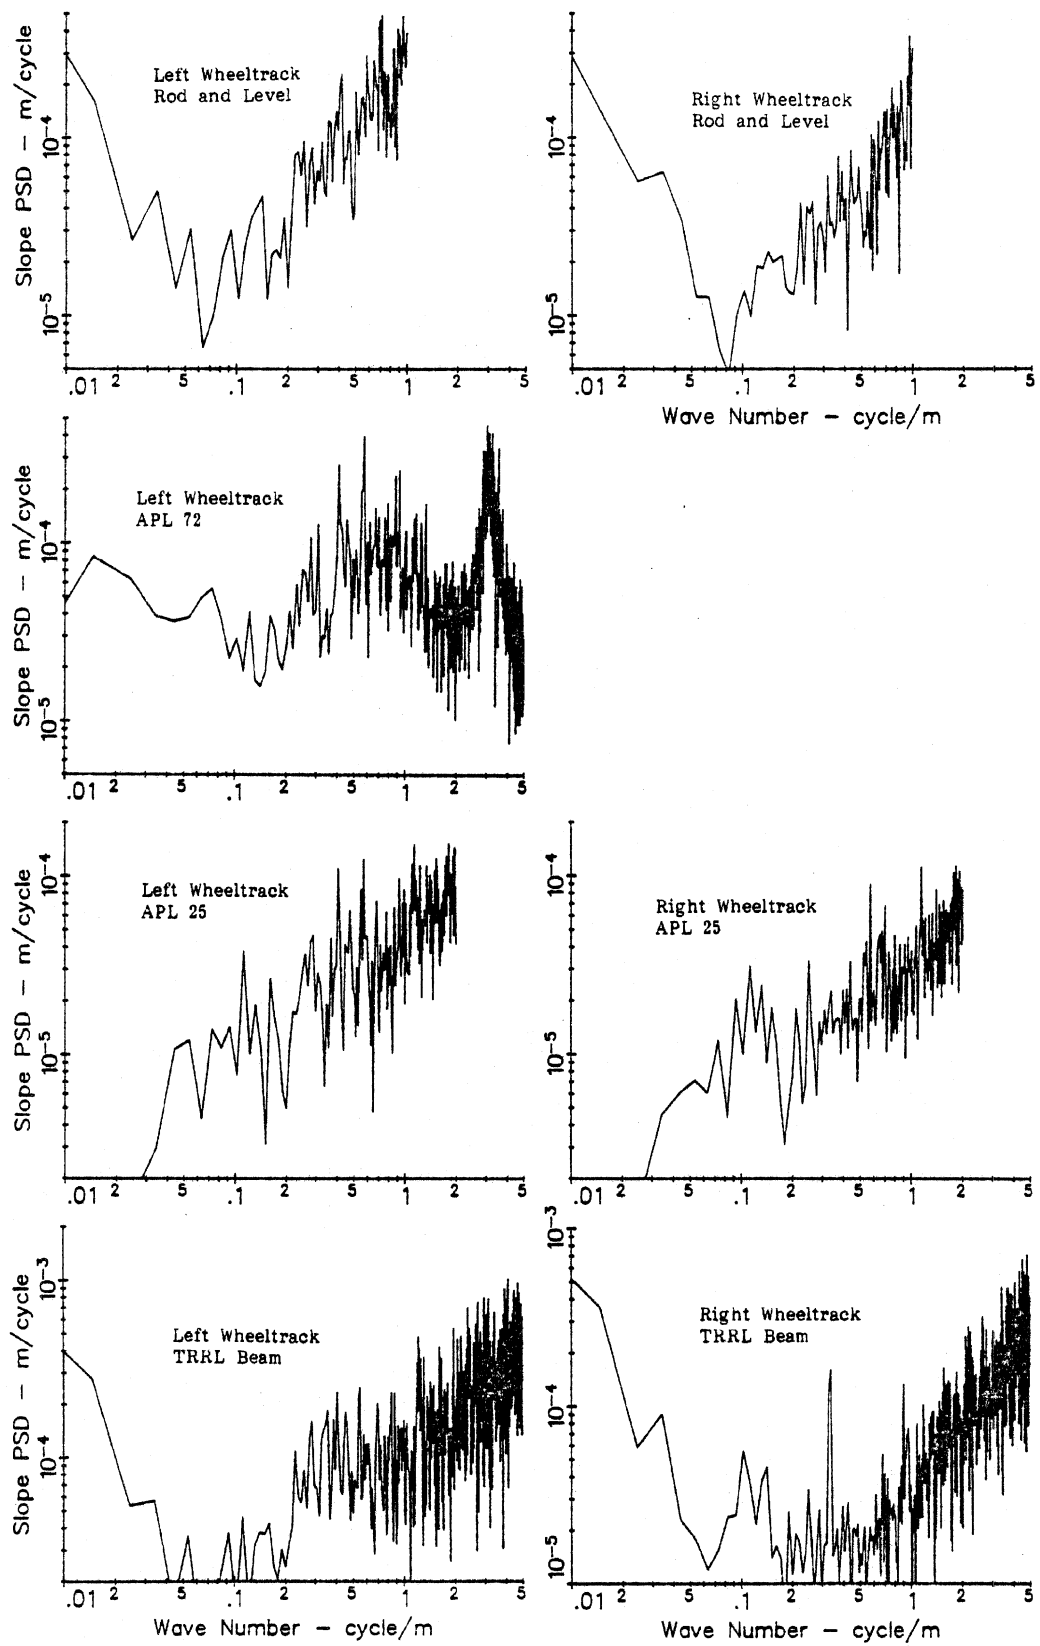 Slope PSD – m/cycle
10-4
10-5
Left Wheeltrack
Rod and Level
.01 2 5 .1 2 5 1 2 5
10-4
10-5
Right Wheeltrack
Rod and Level
.01 2 5 .1 2 5 1 2 5
Wave Number – cycle/m
Slope PSD – m/cycle
10-4
10-5
Left Wheeltrack
APL 72
.01 2 5 .1 2 5 1 2 5
Slope PSD – m/cycle
10-4
10-5
Left Wheeltrack
APL 25
.01 2 5 .1 2 5 1 2 5
10-4
10-5
Right Wheeltrack
APL 25
.01 2 5 .1 2 5 1 2 5
Slope PSD – m/cycle
10-3
10-4
Left Wheeltrack
TRRL Beam
.01 2 5 .1 2 5 1 2 5
Wave Number – cycle/m
10-3
10-4
10-5
Right Wheeltrack
TRRL Beam
.01 2 5 .1 2 5 1 2 5
Wave Number – cycle/m